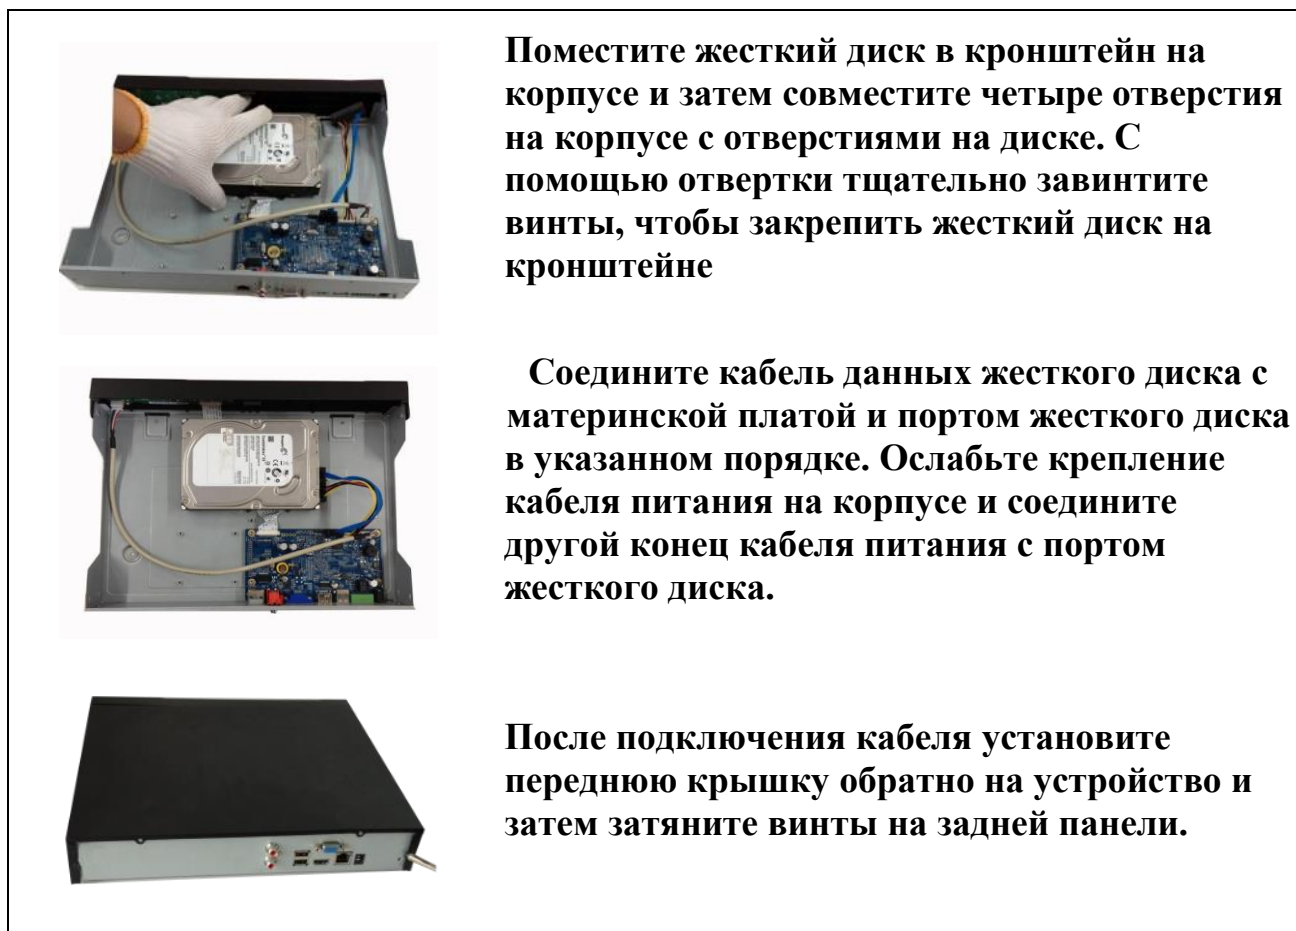 Поместите жесткий диск в кронштейн на
корпусе и затем совместите четыре отверстия
на корпусе с отверстиями на диске. С
помощью отвертки тщательно завинтите
винты, чтобы закрепить жесткий диск на
кронштейне
Соедините кабель данных жесткого диска с
материнской платой и портом жесткого диска
в указанном порядке. Ослабьте крепление
кабеля питания на корпусе и соедините
другой конец кабеля питания с портом
жесткого диска.
После подключения кабеля установите
переднюю крышку обратно на устройство и
затем затяните винты на задней панели.